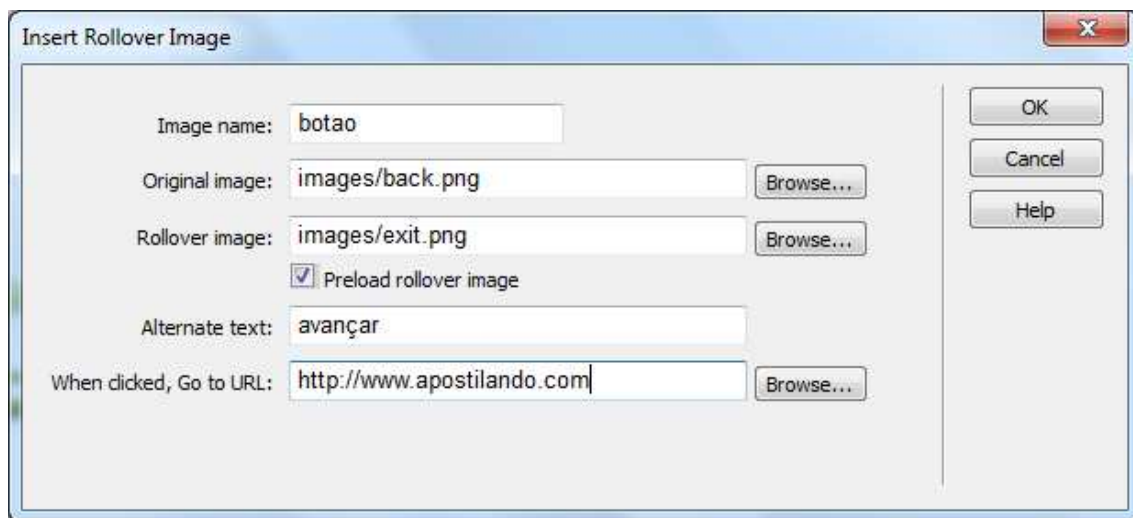 Insert Rollover Image
Image name: botao
Original image: images/back.png Browse...
Rollover image: images/exit.png Browse...
Preload rollover image
Alternate text: avançar
When clicked, Go to URL: http://www.apostilando.com Browse...
OK
Cancel
Help